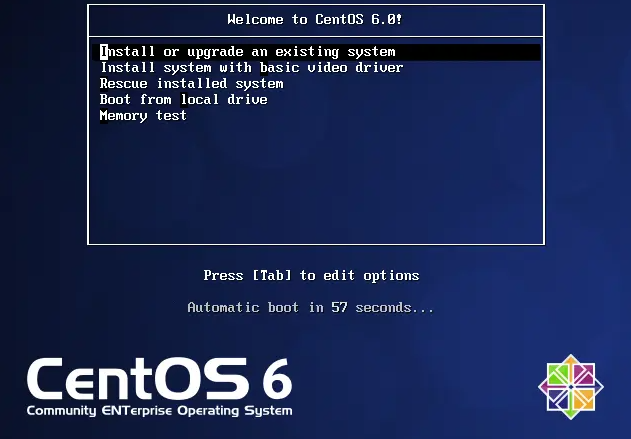 Welcome to CentOS 6.0!
Install or upgrade an existing system
Install system with basic video driver
Rescue installed system
Boot from local drive
Memory test
Press [Tab] to edit options
Automatic boot in 57 seconds...
CentOS 6
Community ENTerprise Operating System